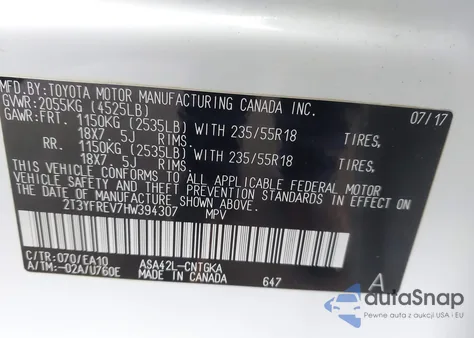 MFD.BY:TOYOTA MOTOR MANUFACTURING CANADA INC.
GVWR:2055KG (4525LB) 07/17
GAWR:FRT. 1150KG (2535LB) WITH 235/55R18 TIRES,
18X7.5J RIMS,
RR. 1150KG (2535LB) WITH 235/55R18 TIRES,
18X7.5J RIMS,
THIS VEHICLE CONFORMS TO ALL APPLICABLE FEDERAL MOTOR
VEHICLE SAFETY, BUMPER, AND THEFT PREVENTION STANDARDS
IN EFFECT ON THE DATE OF MANUFACTURE SHOWN ABOVE.
2T3YFREV7HW394307 MPV
C/TR:070/EA10 ASA42L-CNTGKA A
A/TM:-02A/U760E MADE IN CANADA 647
autoSnap
Pewne auta z aukcji USA i EU